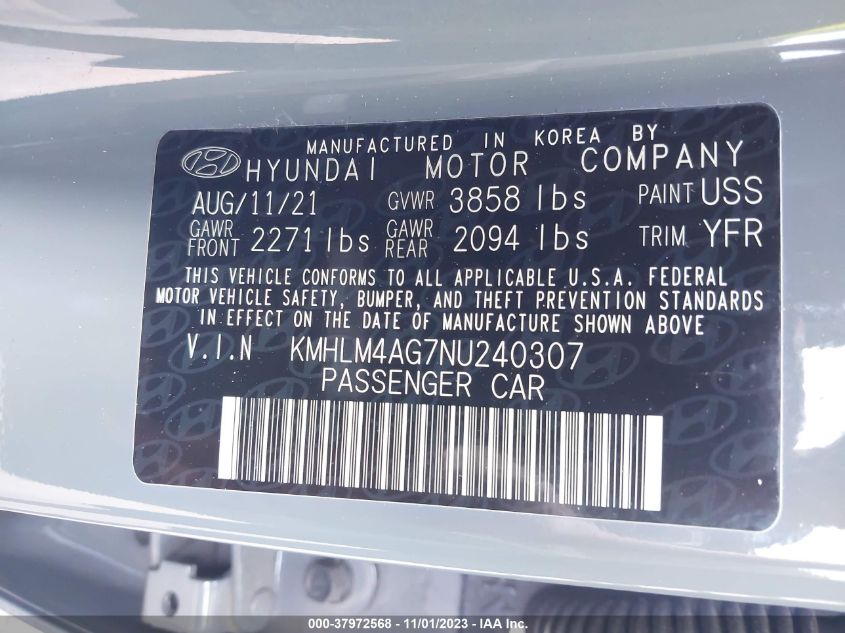 MANUFACTURED IN KOREA BY
HYUNDAI MOTOR COMPANY
AUG/11/21 GVWR 3858 lbs PAINT USS
GAWR FRONT 2271 lbs GAWR REAR 2094 lbs TRIM YFR
THIS VEHICLE CONFORMS TO ALL APPLICABLE U.S.A. FEDERAL
MOTOR VEHICLE SAFETY, BUMPER, AND THEFT PREVENTION STANDARDS
IN EFFECT ON THE DATE OF MANUFACTURE SHOWN ABOVE
V.I.N KMHLM4AG7NU240307
PASSENGER CAR
000-37972568 - 11/01/2023 - IAA Inc.